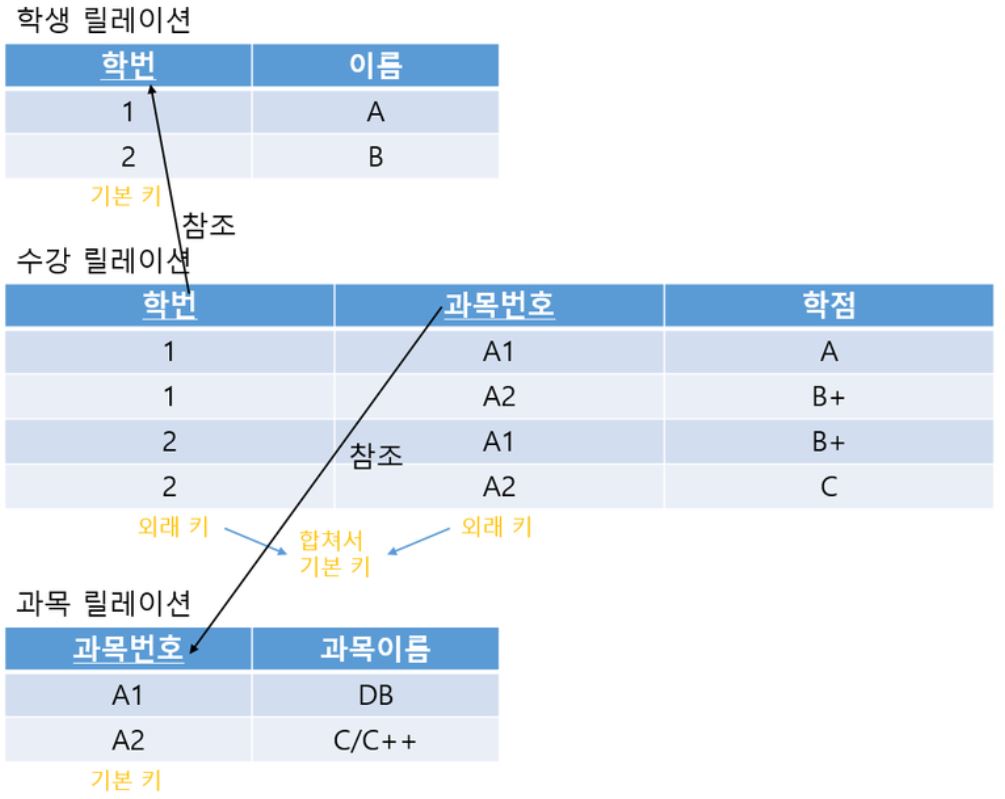 학생 릴레이션
학번 이름
1 A
2 B
기본 키
참조
수강 릴레이션
학번 과목번호 학점
1 A1 A
1 A2 B+
2 A1 B+
참조
2 A2 C
외래 키 외래 키
합쳐서
기본 키
과목 릴레이션
과목번호 과목이름
A1 DB
A2 C/C++
기본 키